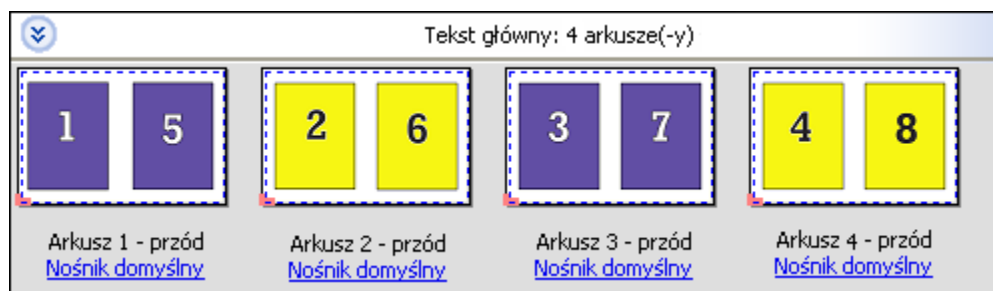 Tekst główny: 4 arkusze(-y)
1 5 2 6 3 7 4 8
Arkusz 1 - przód Arkusz 2 - przód Arkusz 3 - przód Arkusz 4 - przód
Nośnik domyślny Nośnik domyślny Nośnik domyślny Nośnik domyślny